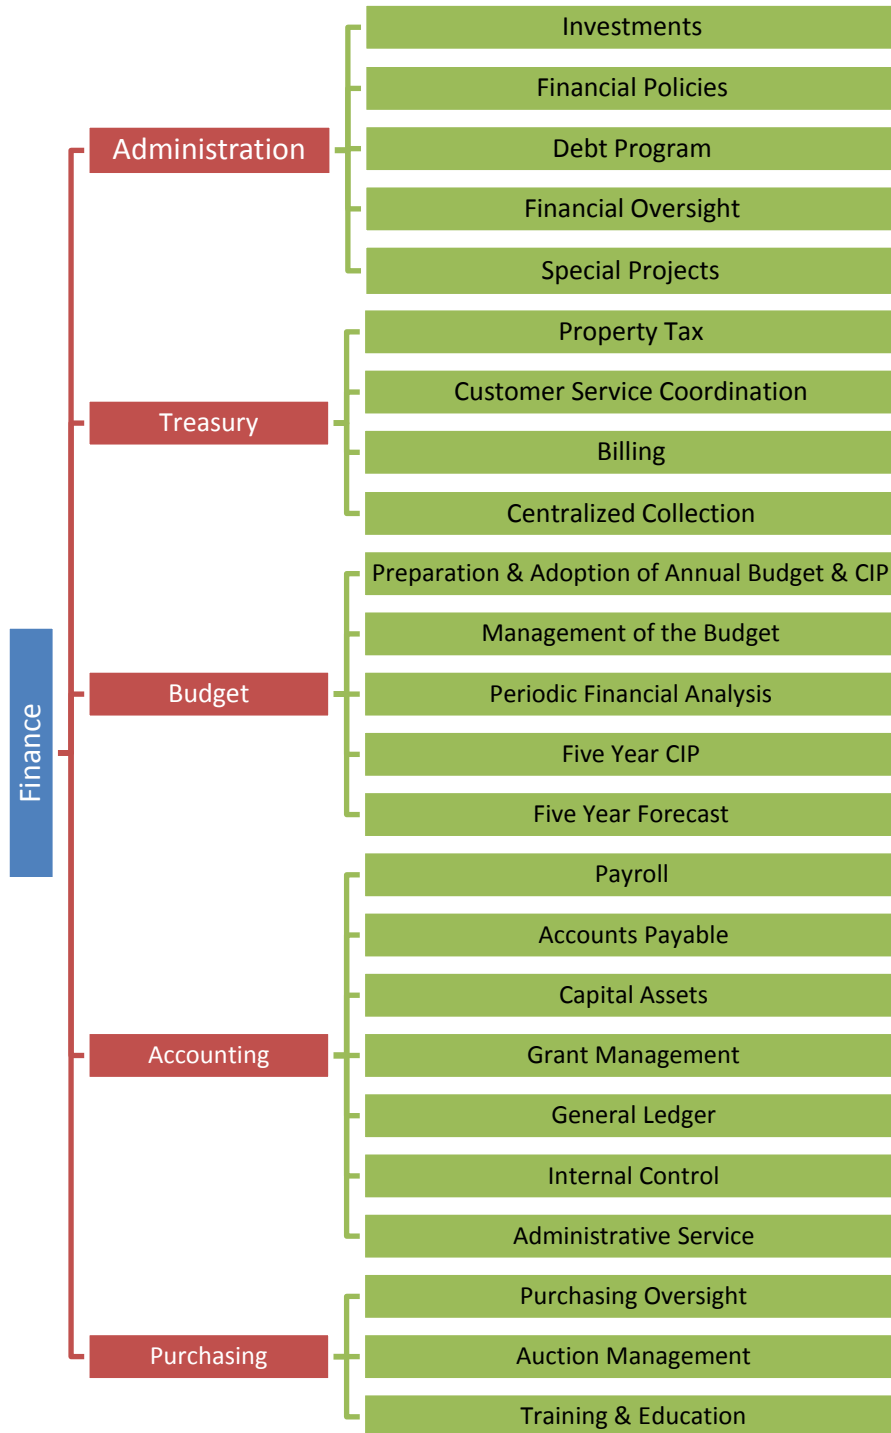 Finance
Administration
Investments
Financial Policies
Debt Program
Financial Oversight
Special Projects
Treasury
Property Tax
Customer Service Coordination
Billing
Centralized Collection
Budget
Preparation & Adoption of Annual Budget & CIP
Management of the Budget
Periodic Financial Analysis
Five Year CIP
Five Year Forecast
Accounting
Payroll
Accounts Payable
Capital Assets
Grant Management
General Ledger
Internal Control
Administrative Service
Purchasing
Purchasing Oversight
Auction Management
Training & Education